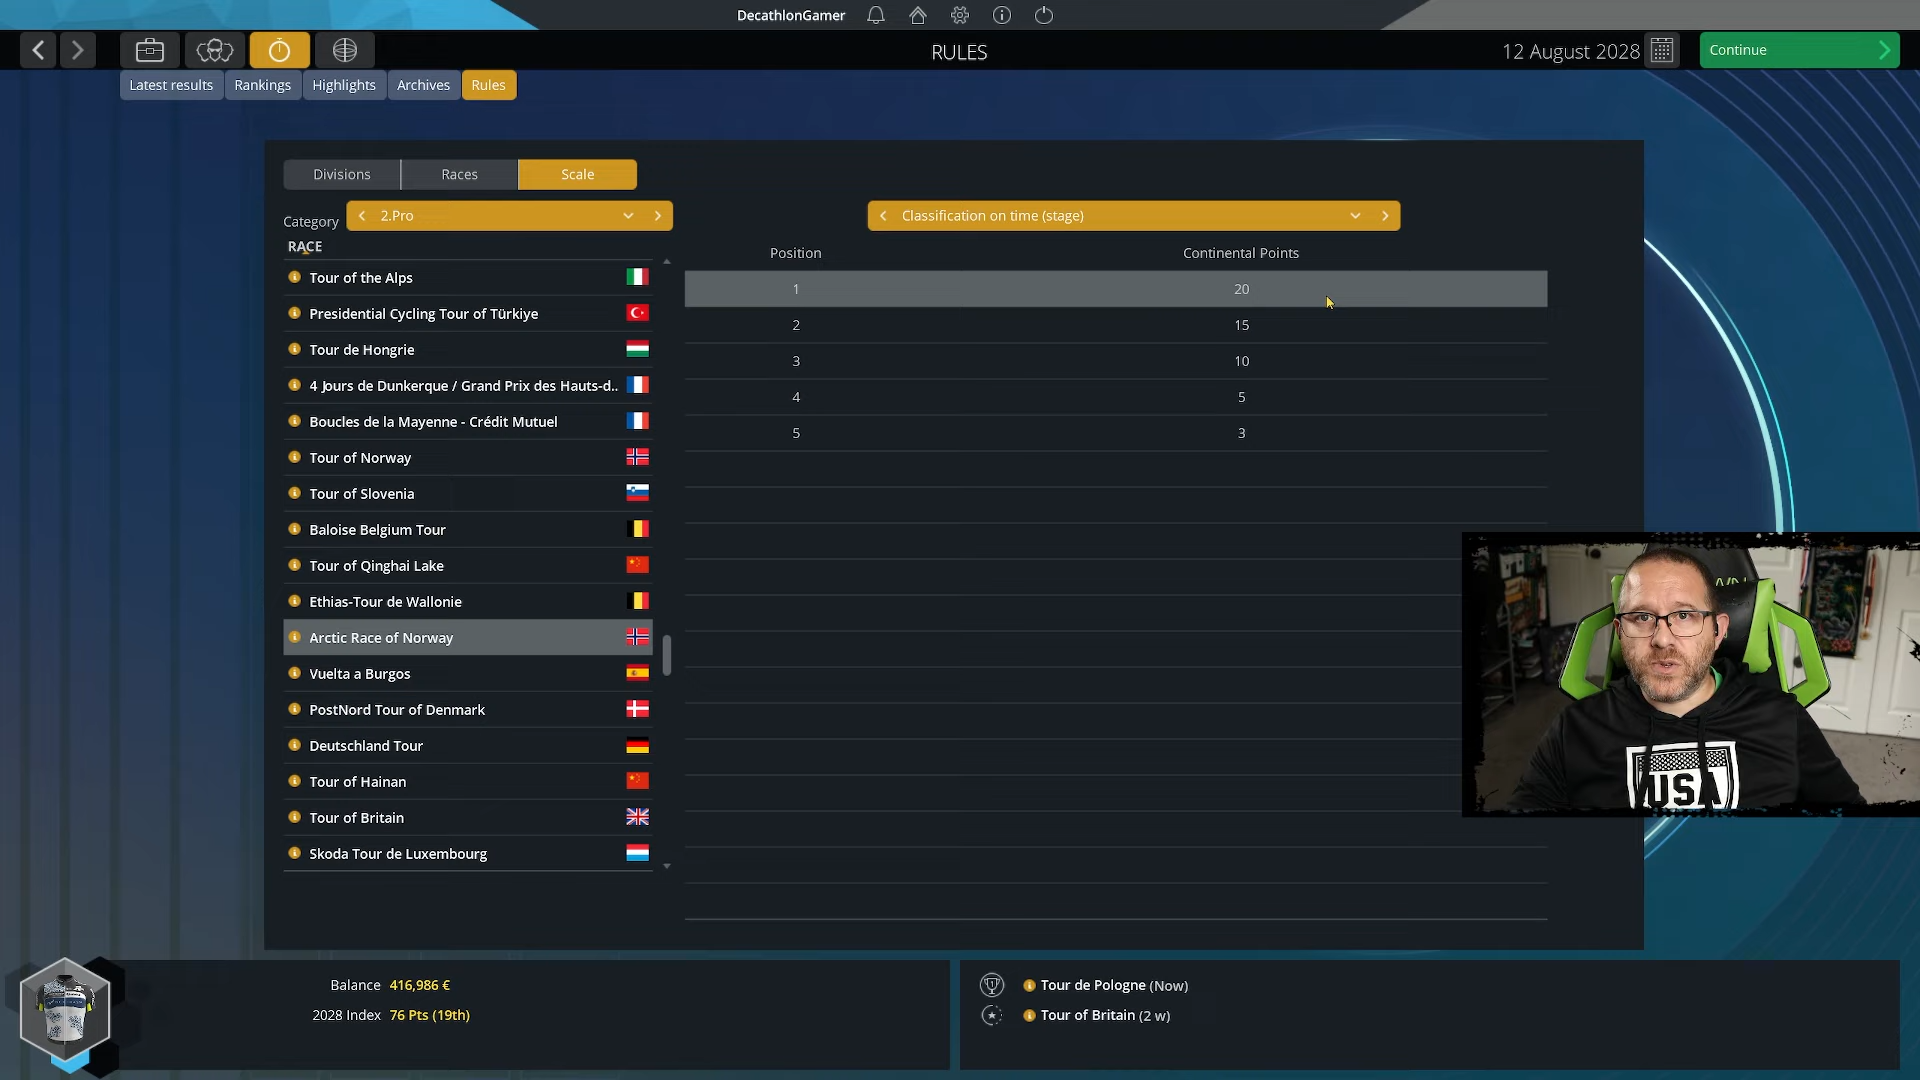 DecathlonGamer
RULES
12 August 2028
Continue
Latest results
Rankings
Highlights
Archives
Rules
Divisions
Races
Scale
Category
2.Pro
Classification on time (stage)
RACE
Position
Continental Points
Tour of the Alps
Presidential Cycling Tour of Türkiye
Tour de Hongrie
4 Jours de Dunkerque / Grand Prix des Hauts-d..
Boucles de la Mayenne - Crédit Mutuel
Tour of Norway
Tour of Slovenia
Baloise Belgium Tour
Tour of Qinghai Lake
Ethias-Tour de Wallonie
Arctic Race of Norway
Vuelta a Burgos
PostNord Tour of Denmark
Deutschland Tour
Tour of Hainan
Tour of Britain
Skoda Tour de Luxembourg
1 20
2 15
3 10
4 5
5 3
USA
Balance 416,986 €
2028 Index 76 Pts (19th)
Tour de Pologne (Now)
Tour of Britain (2 w)